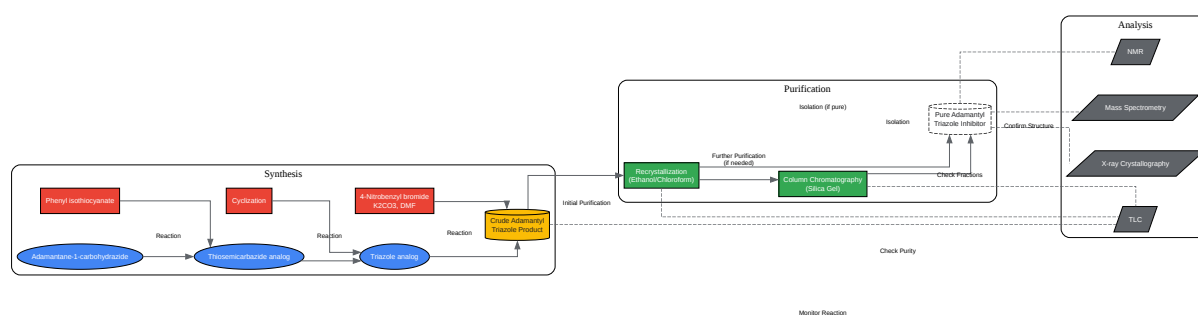 Analysis
NMR
Purification
Mass Spectrometry
Isolation (if pure)
Pure Adamantyl
Triazole Inhibitor
Isolation
Confirm Structure
Further Purification
(if needed)
X-ray Crystallography
Synthesis
Recrystallization
(Ethanol/Chloroform)
Column Chromatography
(Silica Gel)
Check Fractions
Phenyl isothiocyanate
Cyclization
4-Nitrobenzyl bromide
K2CO3, DMF
Initial Purification
Crude Adamantyl
Triazole Product
TLC
Reaction
Reaction
Reaction
Adamantane-1-carbohydrazide
Thiosemicarbazide analog
Triazole analog
Check Purity
Monitor Reaction